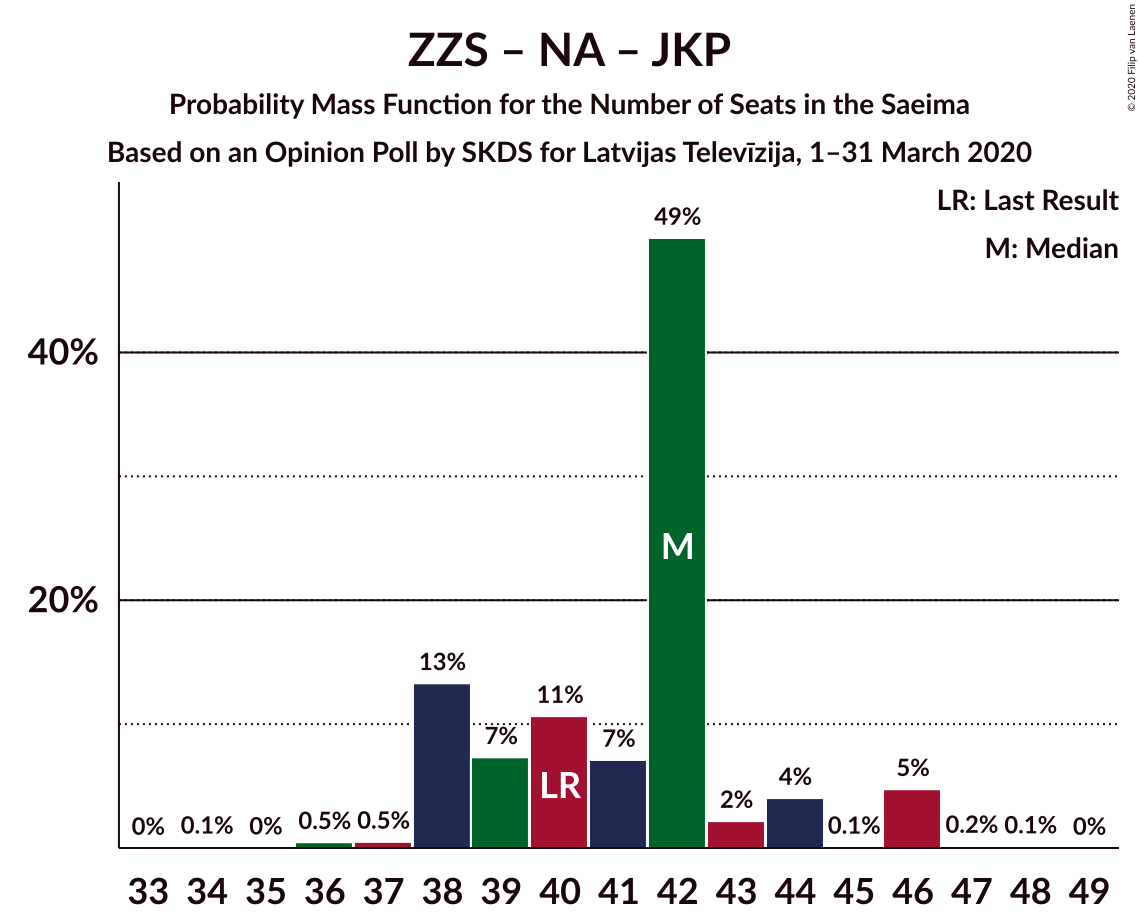 ZZS – NA – JKP
Probability Mass Function for the Number of Seats in the Saeima
Based on an Opinion Poll by SKDS for Latvijas Televīzija, 1–31 March 2020
© 2020 Filip van Laenen
LR: Last Result
M: Median
40%
20%
0%
0.1%
0%
0.5%
0.5%
13%
7%
11%
7%
49%
2%
4%
0.1%
5%
0.2%
0.1%
0%
LR
M
33 34 35 36 37 38 39 40 41 42 43 44 45 46 47 48 49